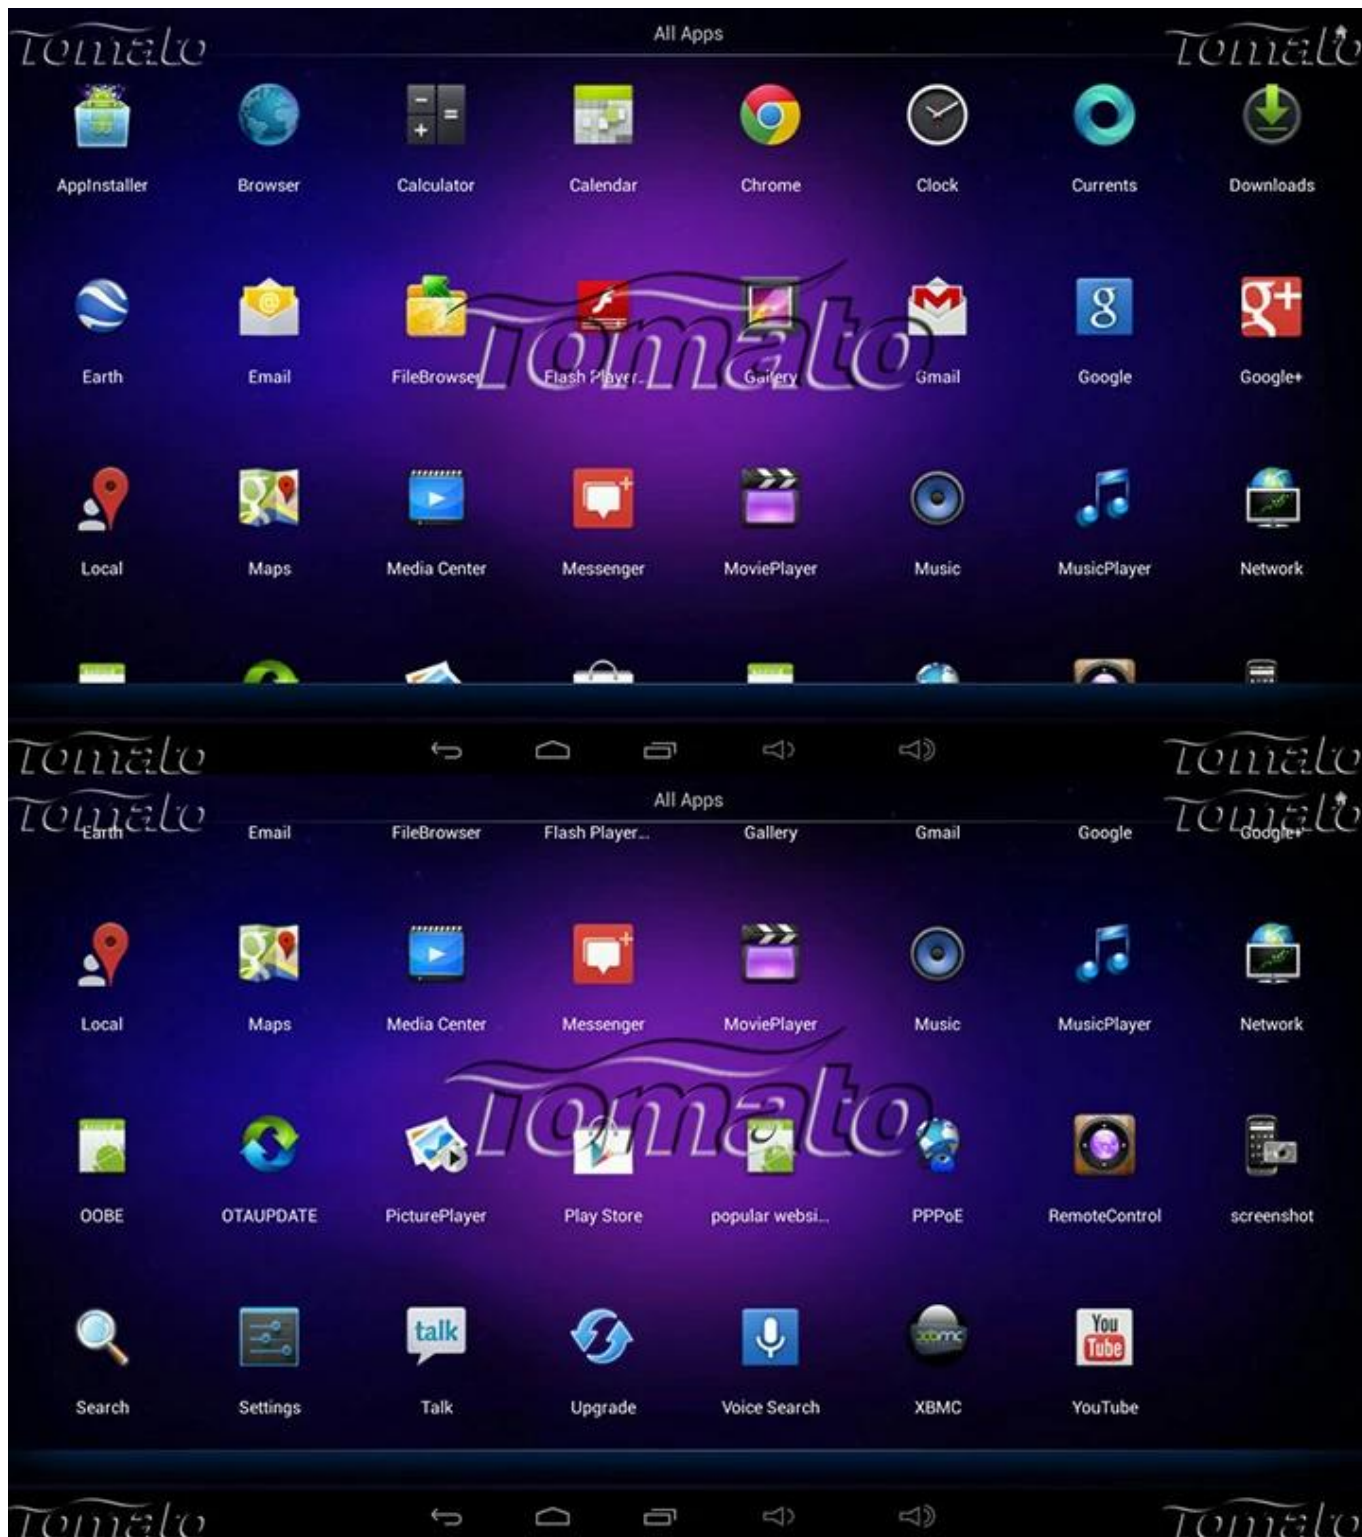 Tomato
All Apps
Tomato
AppInstaller Browser Calculator Calendar Chrome Clock Currents Downloads
g g+
Earth Email FileBrowser Flash Player... Gallery Gmail Google Google+
Tomato
Local Maps Media Center Messenger MoviePlayer Music MusicPlayer Network
Tomato
Tomato
Tomato
All Apps
Tomato
Earth Email FileBrowser Flash Player... Gallery Gmail Google Google+
Local Maps Media Center Messenger MoviePlayer Music MusicPlayer Network
Tomato
OOBE OTAUPDATE PicturePlayer Play Store popular websi... PPPoE RemoteControl screenshot
talk xbmc You
Tube
Search Settings Talk Upgrade Voice Search XBMC YouTube
Tomato
Tomato